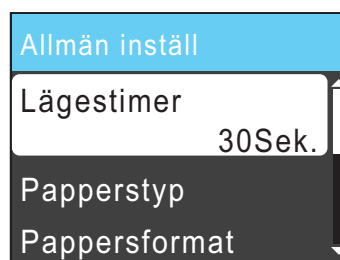 Allmän inställ
Lägestimer
30Sek.
Papperstyp
Pappersformat